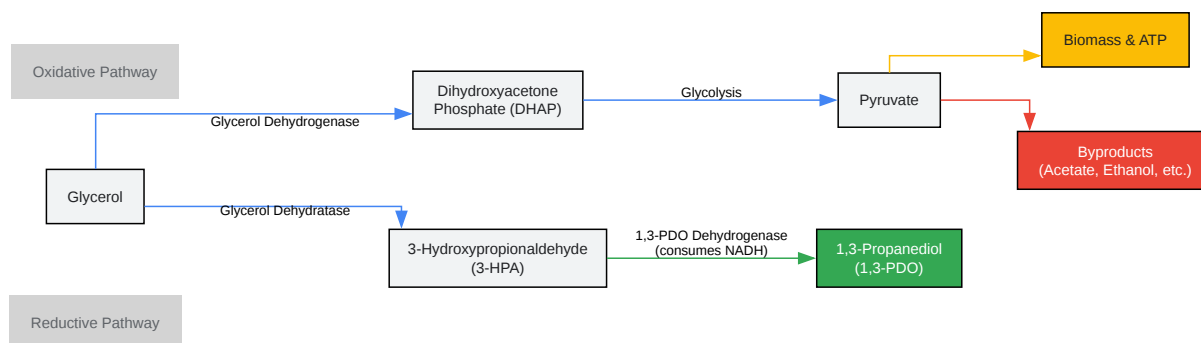 Biomass & ATP
Oxidative Pathway
Dihydroxyacetone
Phosphate (DHAP)
Glycolysis
Pyruvate
Glycerol Dehydrogenase
Byproducts
(Acetate, Ethanol, etc.)
Glycerol
Glycerol Dehydratase
3-Hydroxypropionaldehyde
(3-HPA)
1,3-PDO Dehydrogenase
(consumes NADH)
1,3-Propanediol
(1,3-PDO)
Reductive Pathway